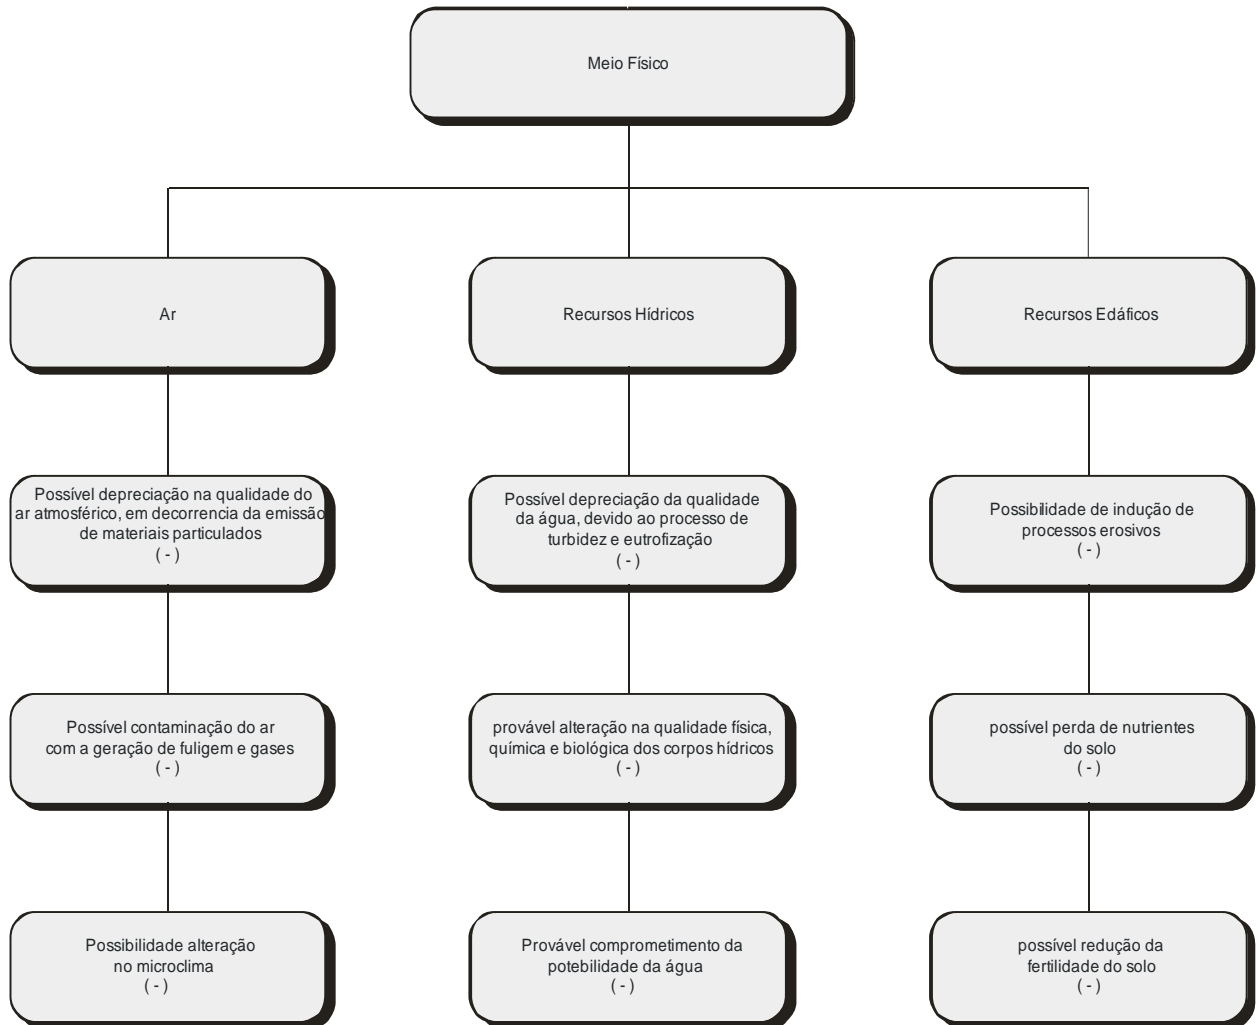 Meio Físico
Ar
Recursos Hídricos
Recursos Edáficos
Possível depreciação na qualidade do
ar atmosférico, em decorrencia da emissão
de materiais particulados
( - )
Possível depreciação da qualidade
da água, devido ao processo de
turbidez e eutrofização
( - )
Possibilidade de indução de
processos erosivos
( - )
Possível contaminação do ar
com a geração de fuligem e gases
( - )
provável alteração na qualidade física,
química e biológica dos corpos hídricos
( - )
possível perda de nutrientes
do solo
( - )
Possibilidade alteração
no microclima
( - )
Provável comprometimento da
potebilidade da água
( - )
possível redução da
fertilidade do solo
( - )